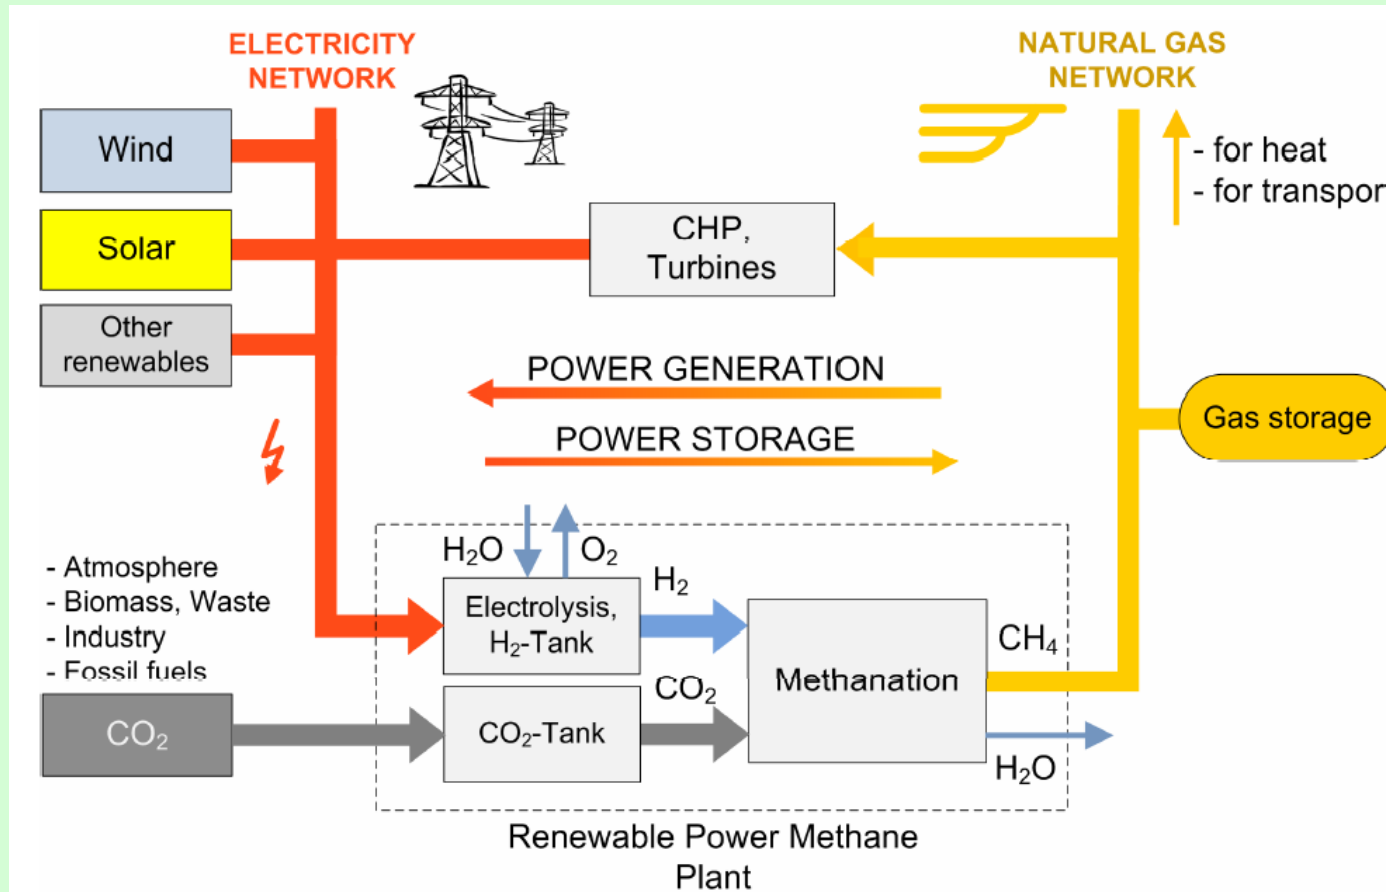 ELECTRICITY
NETWORK
NATURAL GAS
NETWORK
Wind
Solar
Other
renewables
CHP,
Turbines
- for heat
- for transport
POWER GENERATION
POWER STORAGE
Gas storage
H₂O
O₂
- Atmosphere
- Biomass, Waste
- Industry
- Fossil fuels
Electrolysis,
H₂-Tank
H₂
CO₂
CO₂-Tank
CO₂
Methanation
CH₄
H₂O
Renewable Power Methane
Plant